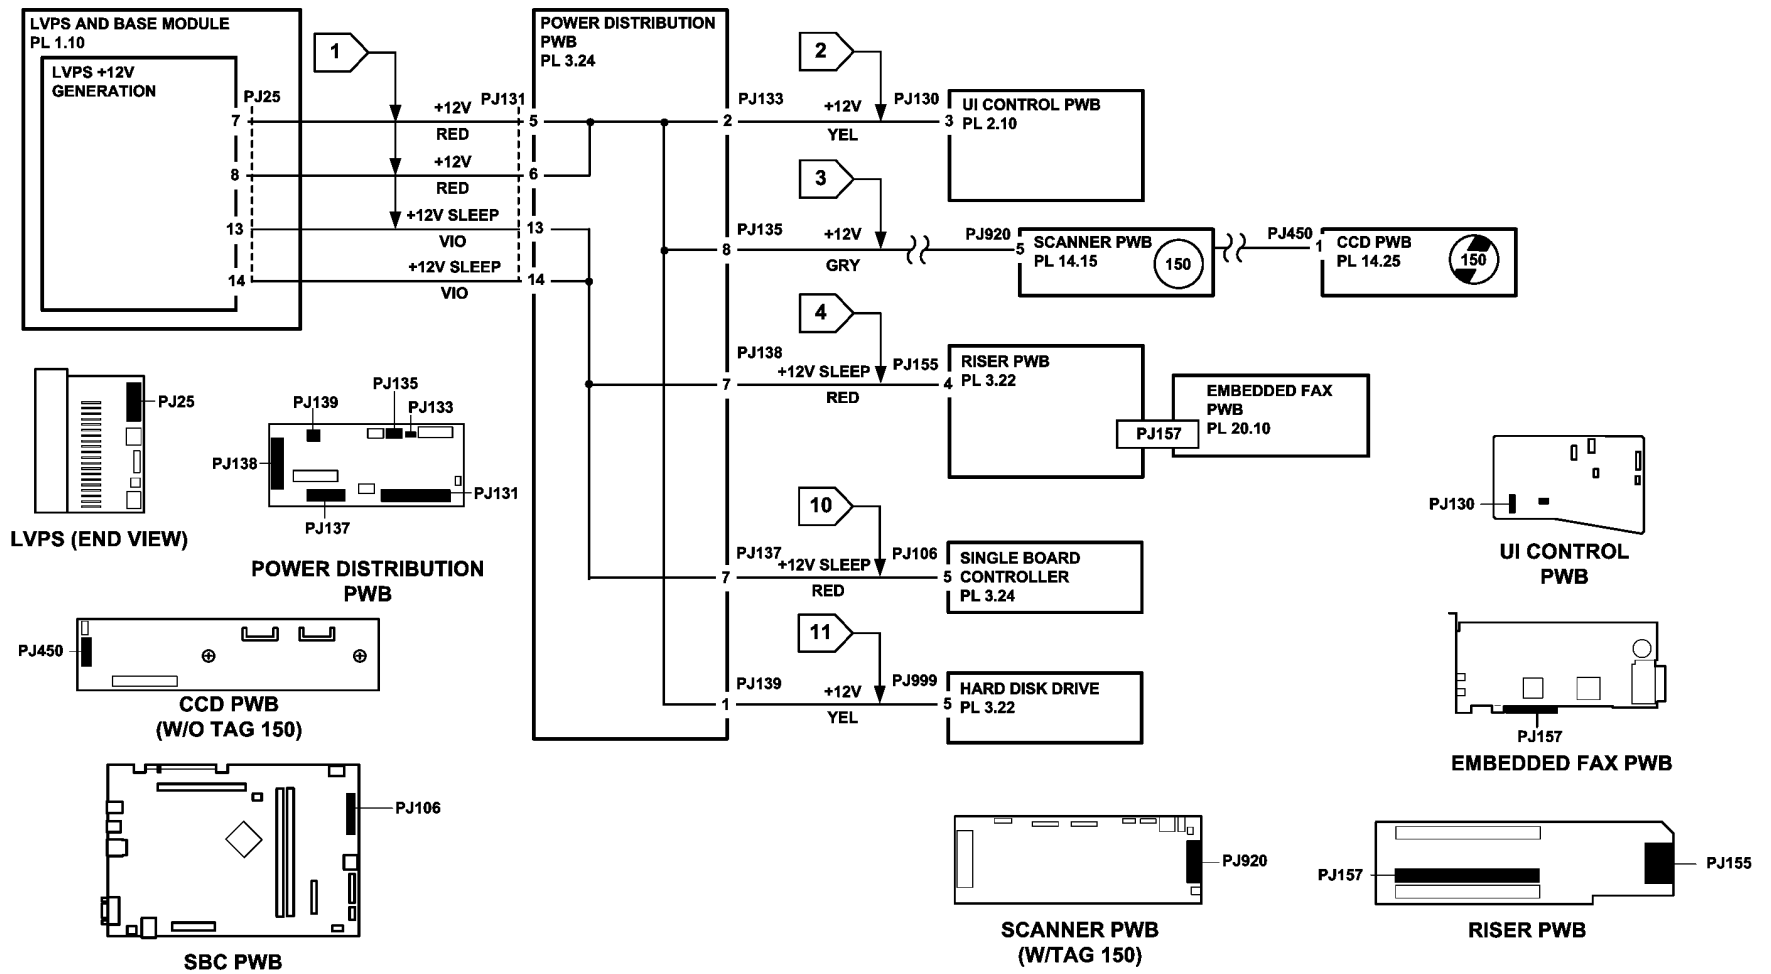 LVPS AND BASE MODULE
PL 1.10
LVPS +12V
GENERATION
PJ25
7
8
13
14
1
+12V
RED
+12V
RED
+12V SLEEP
VIO
+12V SLEEP
VIO
PJ131
5
6
13
14
POWER DISTRIBUTION
PWB
PL 3.24
2
PJ133
2
+12V
YEL
PJ130
3
UI CONTROL PWB
PL 2.10
3
PJ135
8
+12V
GRY
PJ920
5
SCANNER PWB
PL 14.15
150
PJ450
1
CCD PWB
PL 14.25
150
4
PJ138
7
+12V SLEEP
RED
PJ155
4
RISER PWB
PL 3.22
PJ157
EMBEDDED FAX
PWB
PL 20.10
10
PJ137
7
+12V SLEEP
RED
PJ106
5
SINGLE BOARD
CONTROLLER
PL 3.24
11
PJ139
1
+12V
YEL
PJ999
5
HARD DISK DRIVE
PL 3.22
PJ25
LVPS (END VIEW)
PJ135
PJ139
PJ133
PJ138
PJ131
PJ137
POWER DISTRIBUTION
PWB
PJ130
UI CONTROL
PWB
PJ450
CCD PWB
(W/O TAG 150)
PJ157
EMBEDDED FAX PWB
PJ106
SBC PWB
PJ920
SCANNER PWB
(W/TAG 150)
PJ157
PJ155
RISER PWB